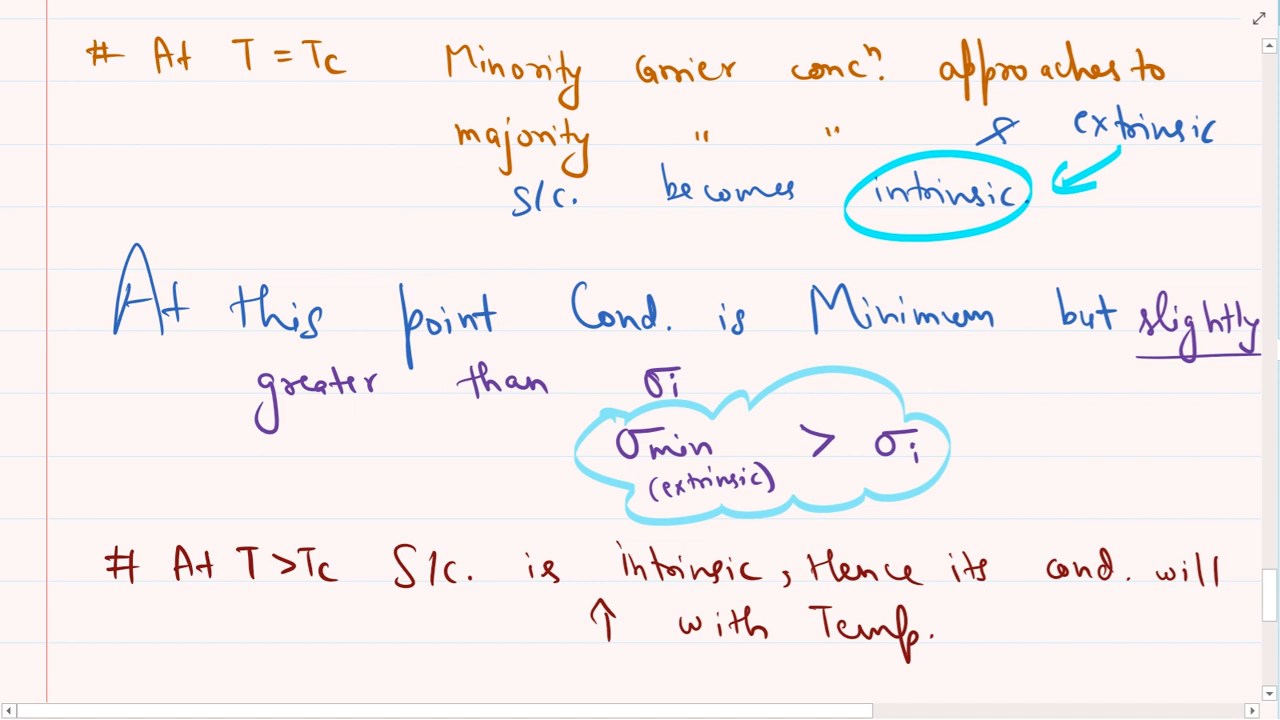 # At T = Tc Minority carrier concⁿ. approaches to
majority " " & extrinsic
S/c. becomes intrinsic.
At this point Cond. is Minimum but slightly
greater than σi
σmin > σi
(extrinsic)
# At T > Tc S/c. is intrinsic, Hence its cond. will
↑ with Temp.